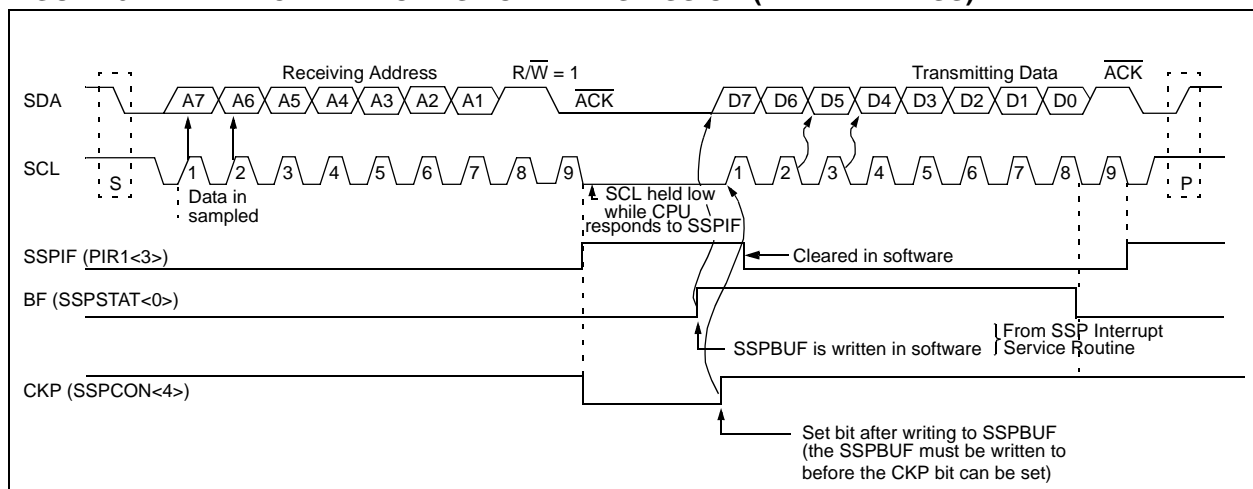 Receiving Address R/W̅ = 1 Transmitting Data A̅C̅K̅
SDA A7 A6 A5 A4 A3 A2 A1 A̅C̅K̅ D7 D6 D5 D4 D3 D2 D1 D0
SCL S 1 2 3 4 5 6 7 8 9 1 2 3 4 5 6 7 8 9 P
Data in
sampled
SCL held low
while CPU
responds to SSPIF
SSPIF (PIR1<3>)
Cleared in software
BF (SSPSTAT<0>)
SSPBUF is written in software
From SSP Interrupt
Service Routine
CKP (SSPCON<4>)
Set bit after writing to SSPBUF
(the SSPBUF must be written to
before the CKP bit can be set)